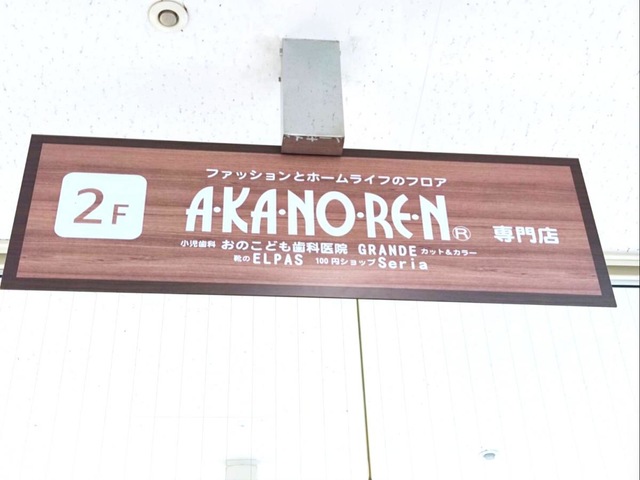 ファッションとホームライフのフロア
2F
A・KA・NO・RE・N® 専門店
小児歯科 おのこども歯科医院 GRANDE カット&カラー
靴の ELPAS 100円ショップ Seria